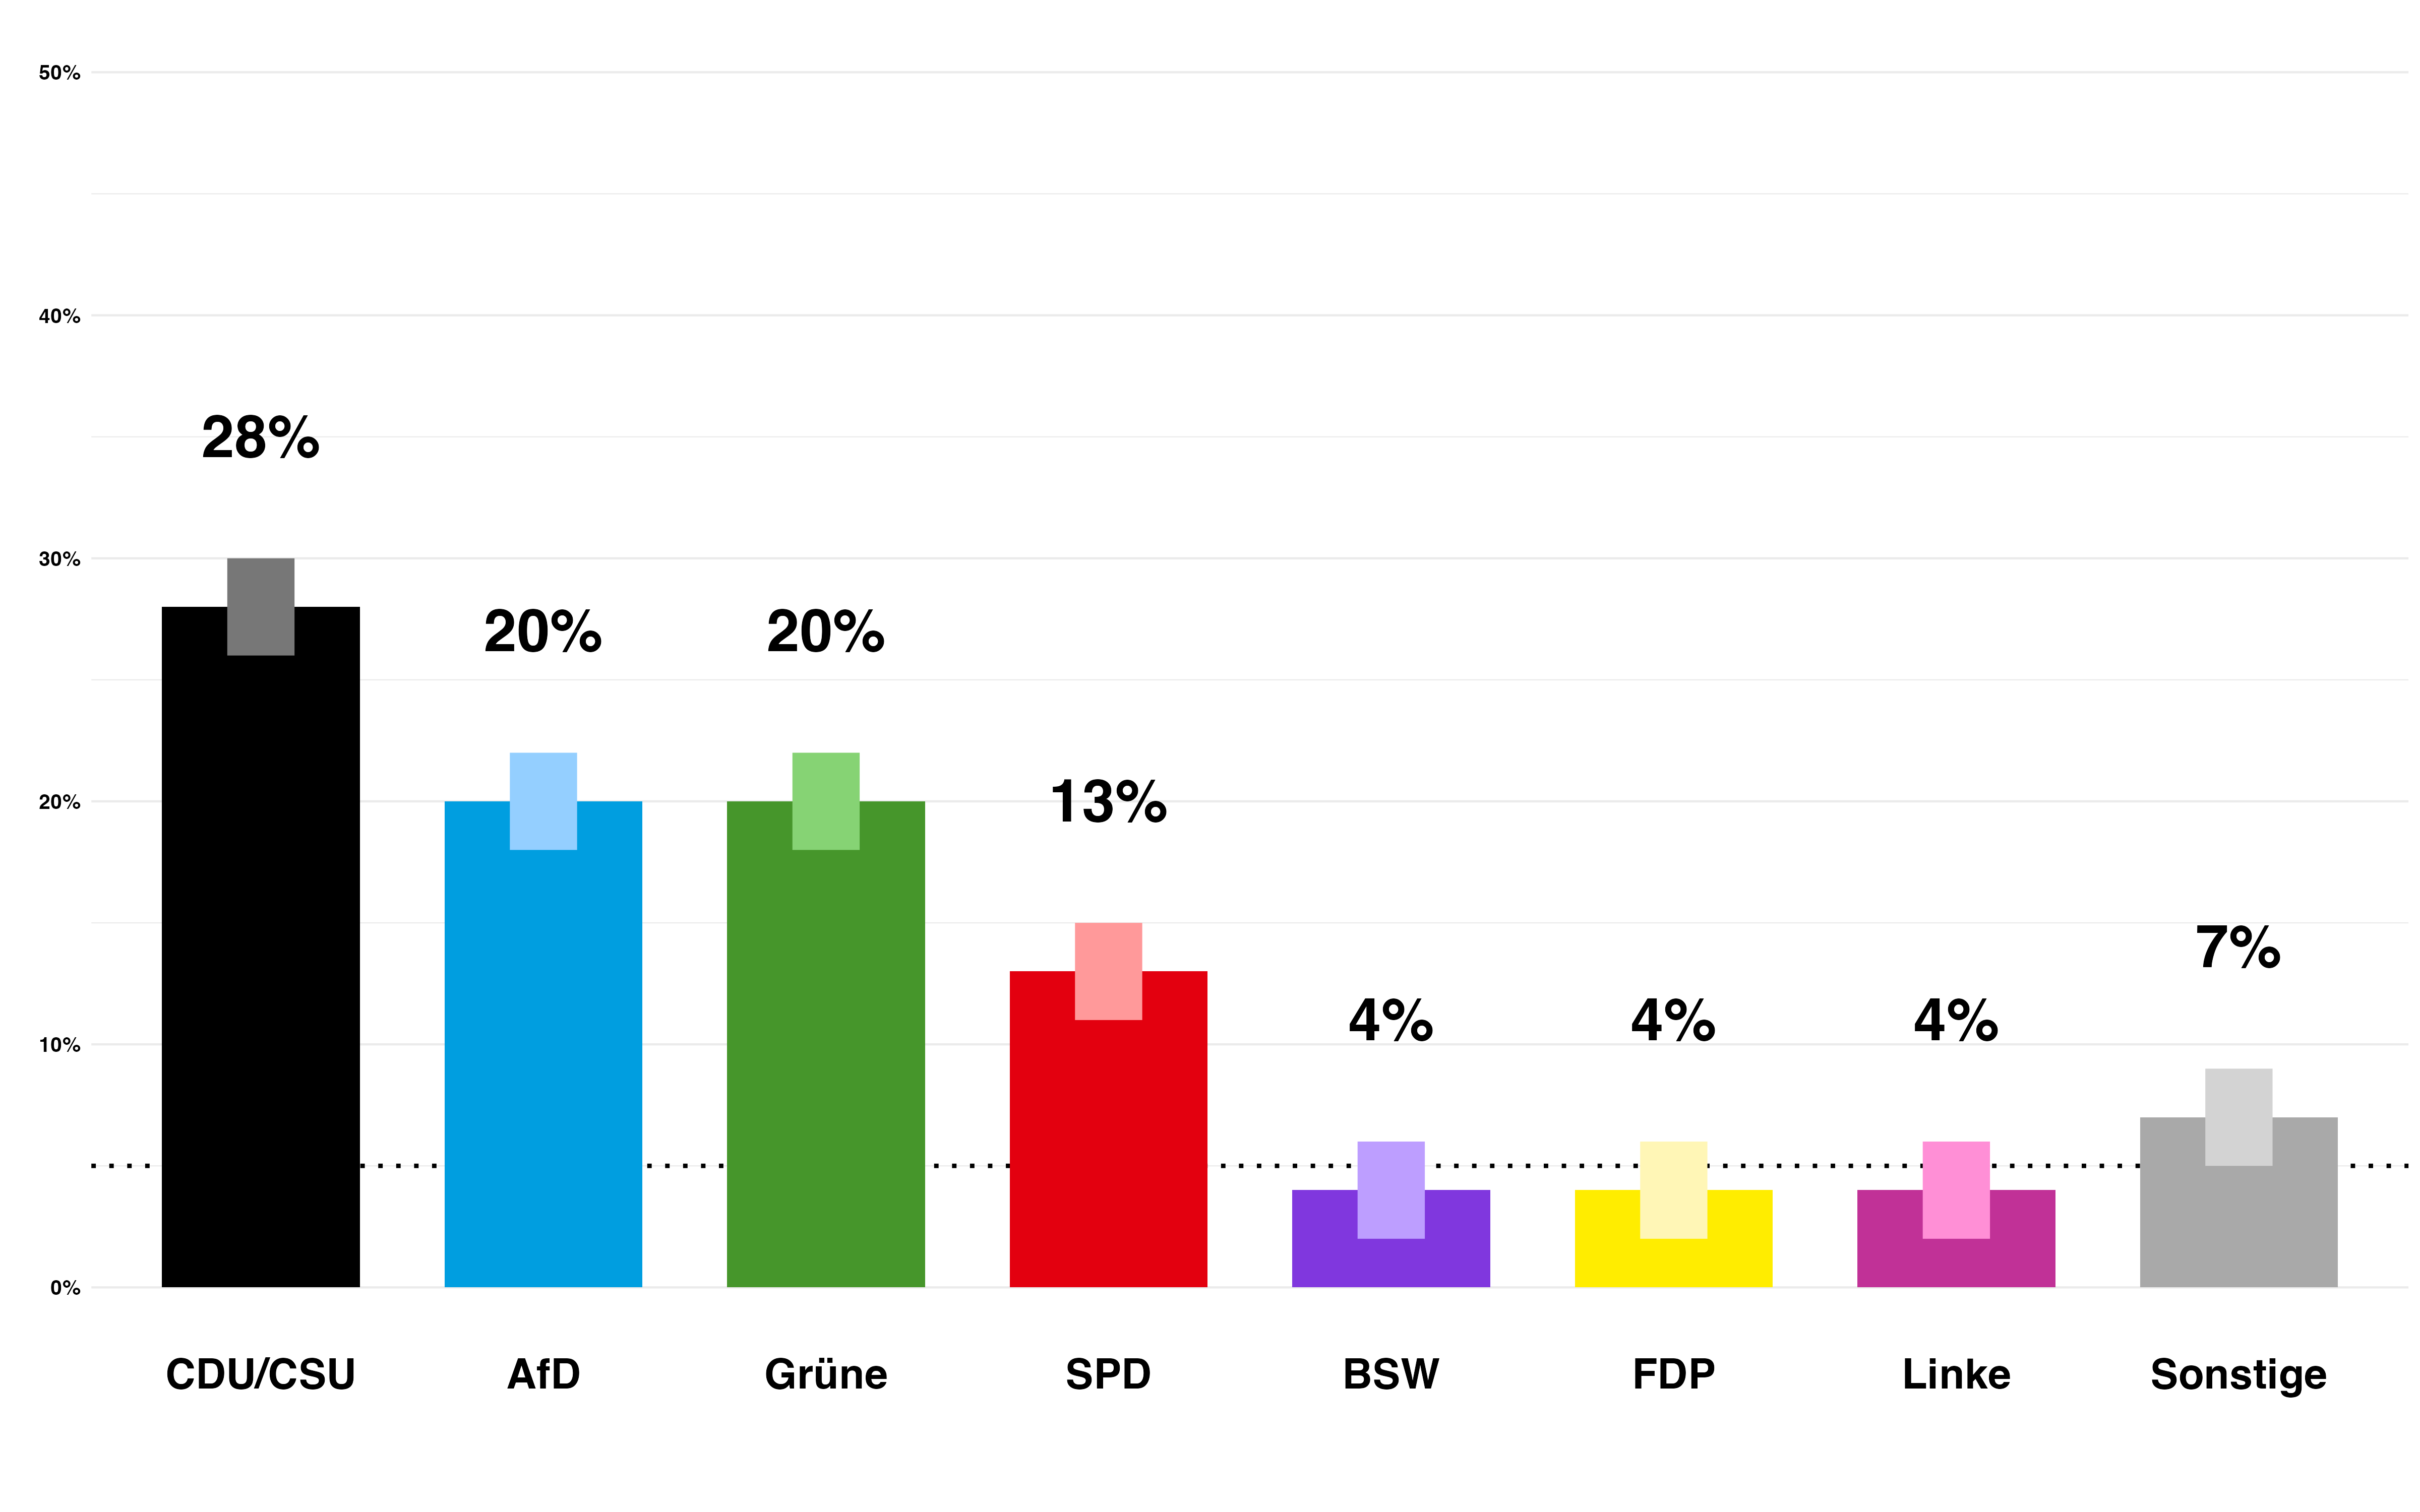 50%
40%
30%
20%
10%
0%
28%
20%
20%
13%
4%
4%
4%
7%
CDU/CSU
AfD
Grüne
SPD
BSW
FDP
Linke
Sonstige